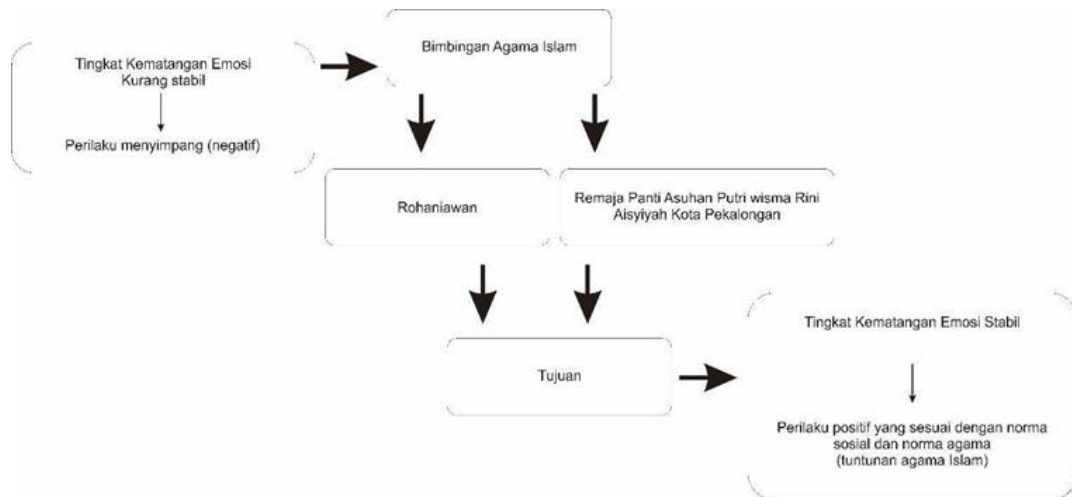 Bimbingan Agama Islam
Tingkat Kematangan Emosi
Kurang stabil
Perilaku menyimpang (negatif)
Rohaniawan
Remaja Panti Asuhan Putri wisma Rini
Aisyiyah Kota Pekalongan
Tujuan
Tingkat Kematangan Emosi Stabil
Perilaku positif yang sesuai dengan norma
sosial dan norma agama
(tuntunan agama Islam)